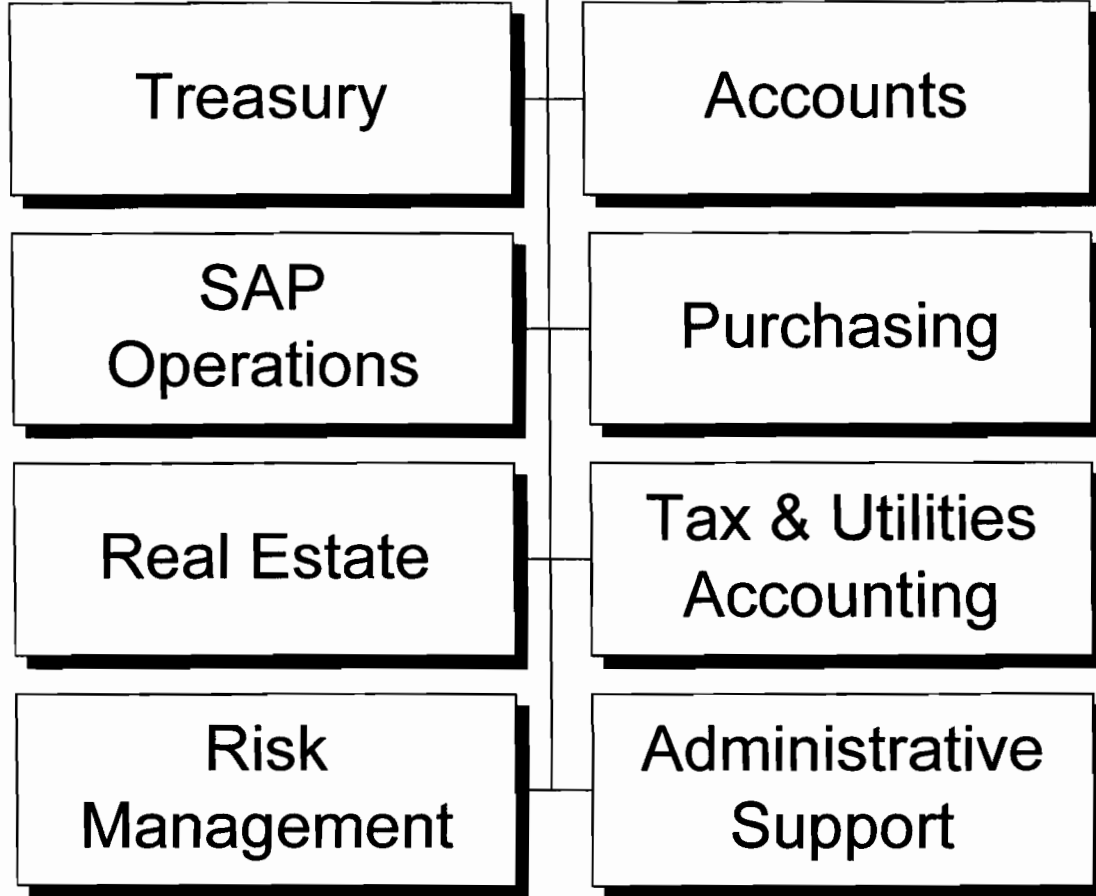 Treasury
Accounts
SAP
Operations
Purchasing
Real Estate
Tax & Utilities
Accounting
Risk
Management
Administrative
Support